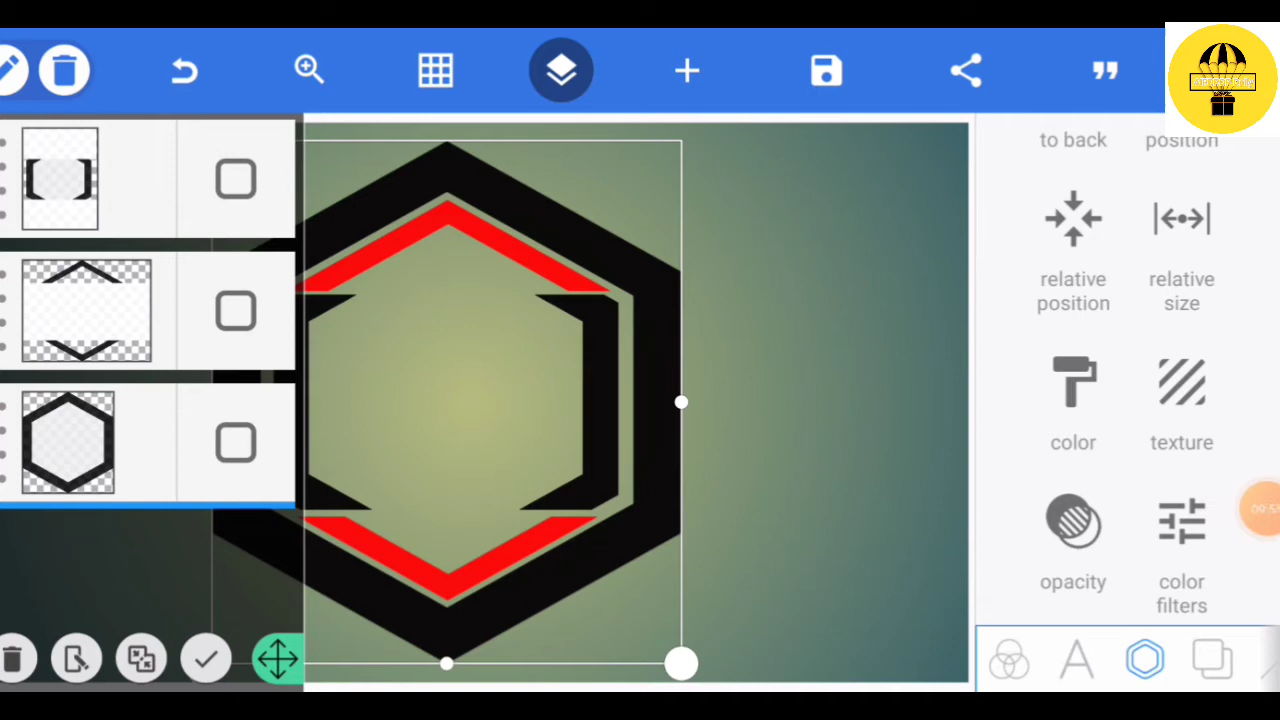 to back
position
relative
position
relative
size
color
texture
opacity
color
filters